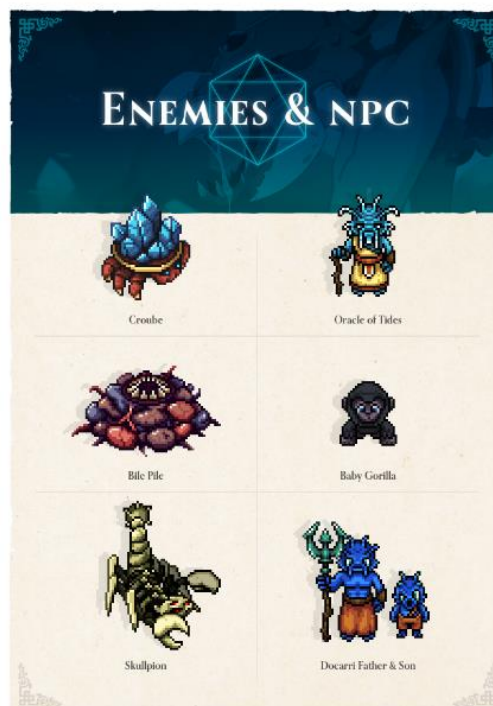 ENEMIES & NPC
Croube
Oracle of Tides
Bile Pile
Baby Gorilla
Skullpion
Docarri Father & Son